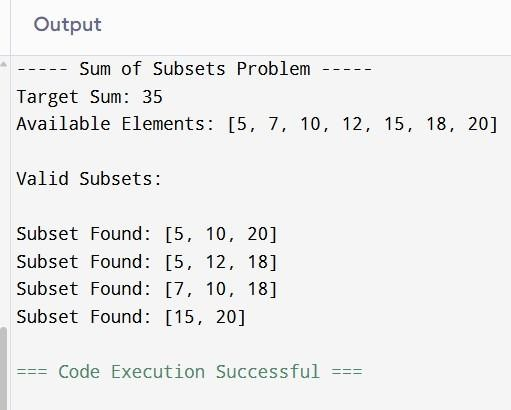 Output
----- Sum of Subsets Problem -----
Target Sum: 35
Available Elements: [5, 7, 10, 12, 15, 18, 20]
Valid Subsets:
Subset Found: [5, 10, 20]
Subset Found: [5, 12, 18]
Subset Found: [7, 10, 18]
Subset Found: [15, 20]
=== Code Execution Successful ===